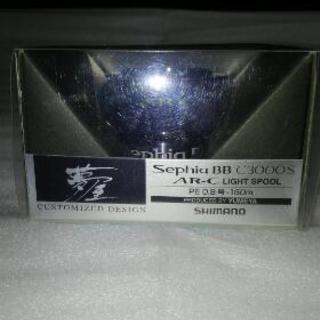 Sephia
夢屋
CUSTOMIZED DESIGN
Sephia BB C3000S
AR-C LIGHT SPOOL
PE 0.8号-150m
PRODUCED BY YUMEYA
SHIMANO